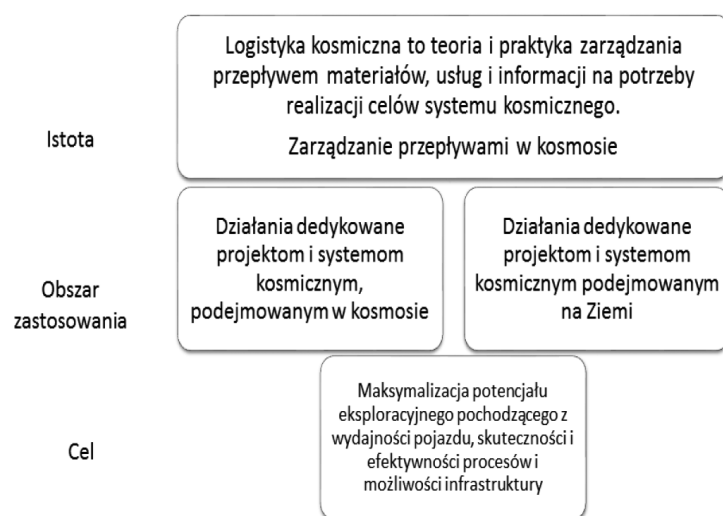 Logistyka kosmiczna to teoria i praktyka zarządzania
przepływem materiałów, usług i informacji na potrzeby
realizacji celów systemu kosmicznego.
Istota
Zarządzanie przepływami w kosmosie
Działania dedykowane
projektom i systemom
kosmicznym,
podejmowanym w kosmosie
Działania dedykowane
projektom i systemom
kosmicznym podejmowanym
na Ziemi
Obszar
zastosowania
Maksymalizacja potencjału
eksploracyjnego pochodzącego z
wydajności pojazdu, skuteczności i
efektywności procesów i
możliwości infrastruktury
Cel